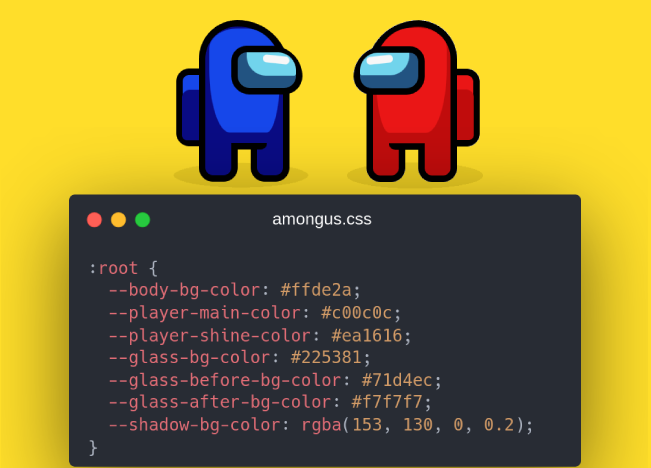 amongus.css
:root {
--body-bg-color: #ffde2a;
--player-main-color: #c00c0c;
--player-shine-color: #ea1616;
--glass-bg-color: #225381;
--glass-before-bg-color: #71d4ec;
--glass-after-bg-color: #f7f7f7;
--shadow-bg-color: rgba(153, 130, 0, 0.2);
}